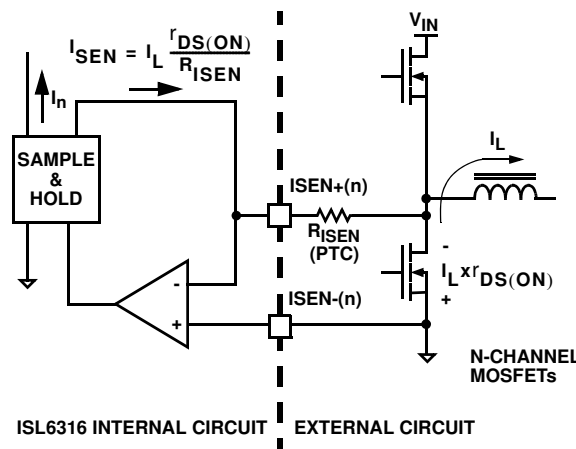 I_SEN = I_L r_DS(ON) / R_ISEN
V_IN
I_n
SAMPLE
&
HOLD
I_L
ISEN+(n)
R_ISEN
(PTC)
-
I_L x r_DS(ON)
+
-
+
ISEN-(n)
N-CHANNEL
MOSFETs
ISL6316 INTERNAL CIRCUIT
EXTERNAL CIRCUIT